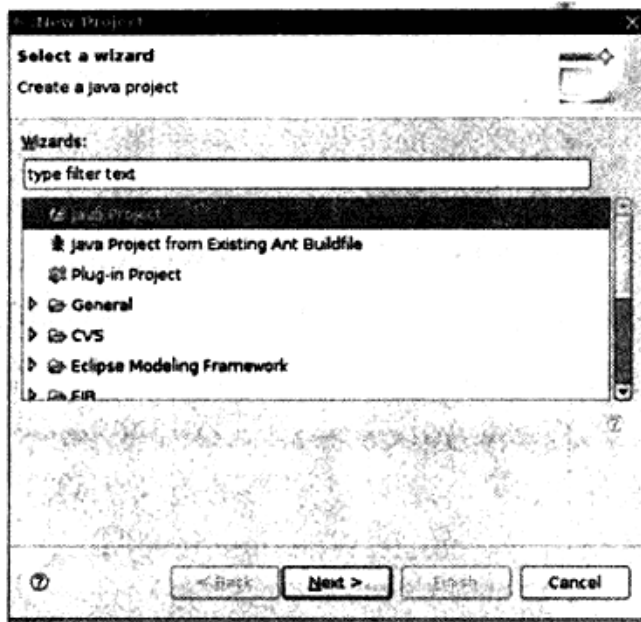 New Project
Select a wizard
Create a Java project
Wizards:
type filter text
Java Project
Java Project from Existing Ant Buildfile
Plug-in Project
General
CVS
Eclipse Modeling Framework
EJB
< Back
Next >
Finish
Cancel